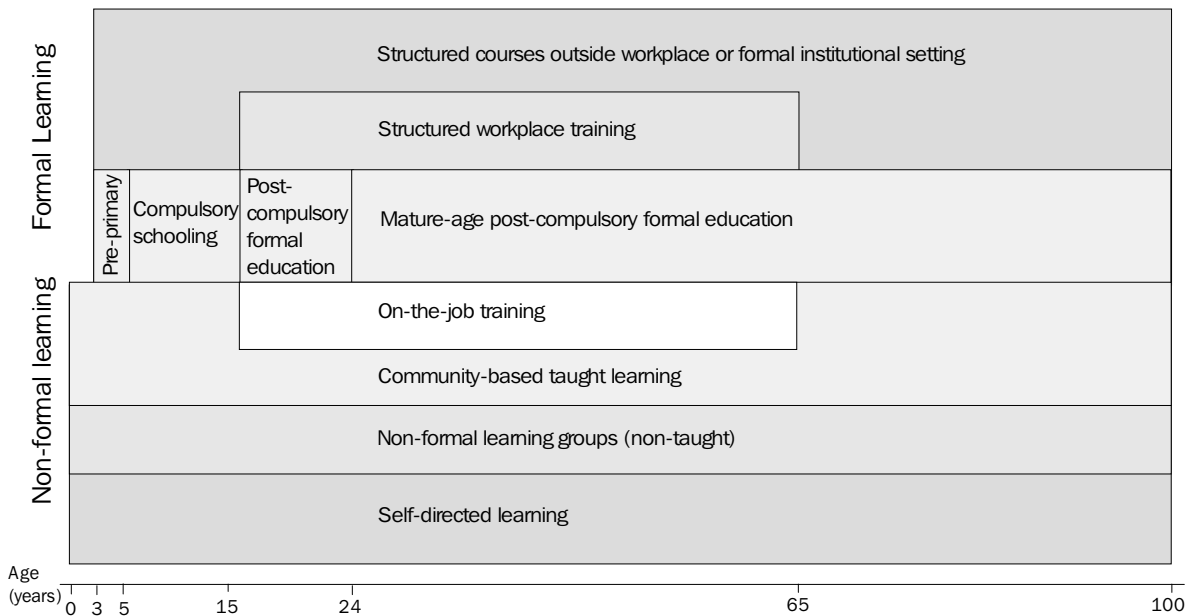 Formal Learning
Structured courses outside workplace or formal institutional setting
Structured workplace training
Pre-primary
Compulsory
schooling
Post-
compulsory
formal
education
Mature-age post-compulsory formal education
Non-formal learning
On-the-job training
Community-based taught learning
Non-formal learning groups (non-taught)
Self-directed learning
Age
(years)
0 3 5 15 24 65 100